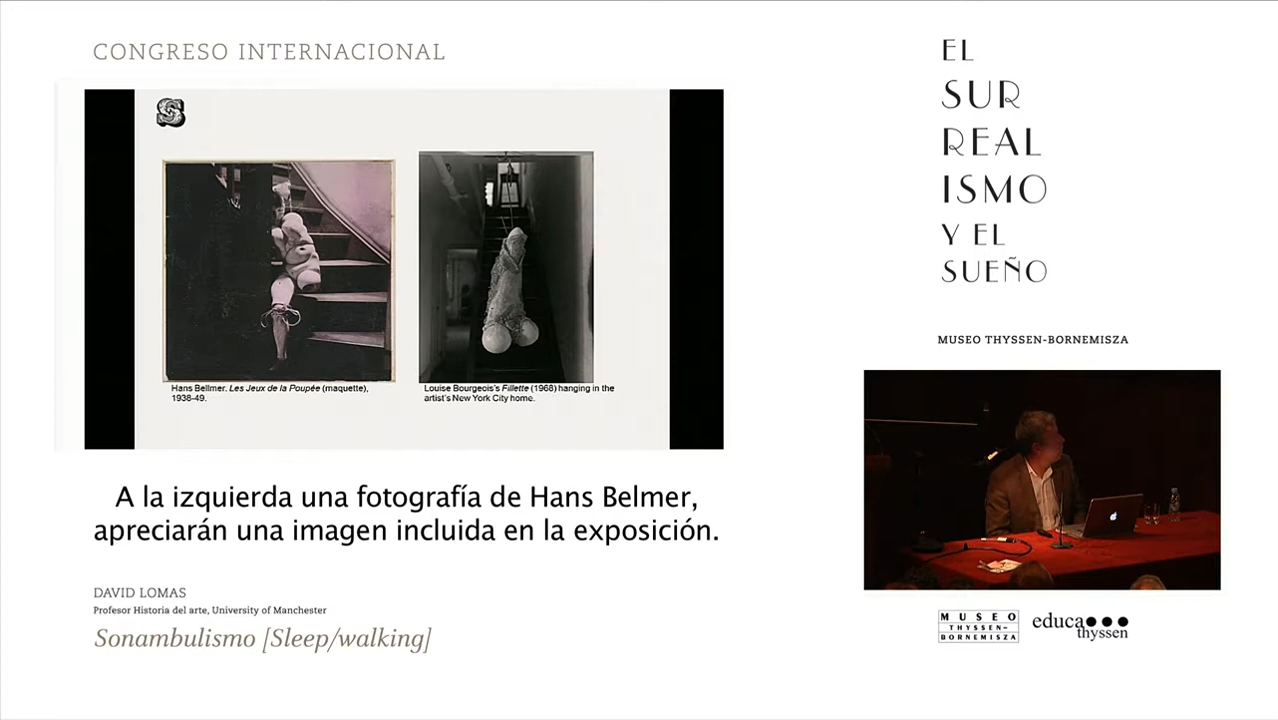 CONGRESO INTERNACIONAL
S
Hans Bellmer. Les Jeux de la Poupée (maquette),
1938-49.
Louise Bourgeois's Fillette (1968) hanging in the
artist's New York City home.
A la izquierda una fotografía de Hans Belmer,
apreciarán una imagen incluida en la exposición.
DAVID LOMAS
Profesor Historia del arte, University of Manchester
Sonambulismo [Sleep/walking]
EL
SUR
REAL
ISMO
Y EL
SUEÑO
MUSEO THYSSEN-BORNEMISZA
MUSEO
THYSSEN-
BORNEMISZA
educa
thyssen